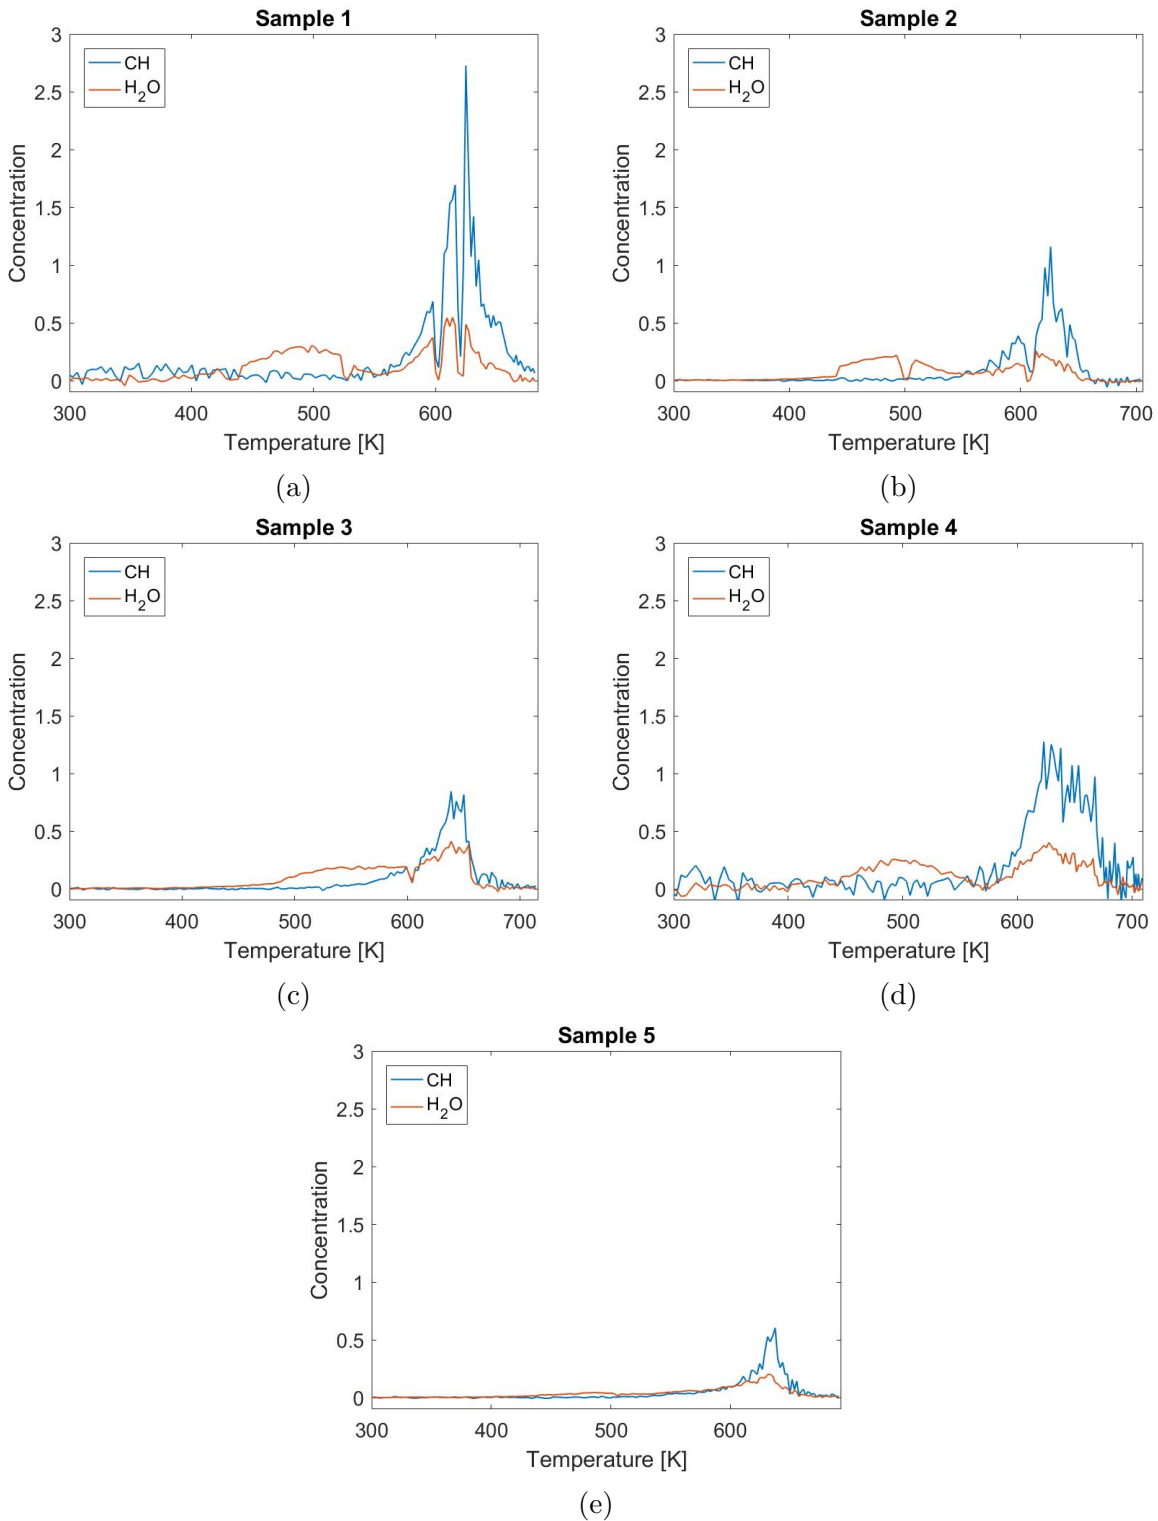 Sample 1
3
2.5
2
1.5
1
0.5
0
Concentration
CH
H₂O
300 400 500 600
Temperature [K]
(a)
Sample 2
3
2.5
2
1.5
1
0.5
0
Concentration
CH
H₂O
300 400 500 600 700
Temperature [K]
(b)
Sample 3
3
2.5
2
1.5
1
0.5
0
Concentration
CH
H₂O
300 400 500 600 700
Temperature [K]
(c)
Sample 4
3
2.5
2
1.5
1
0.5
0
Concentration
CH
H₂O
300 400 500 600 700
Temperature [K]
(d)
Sample 5
3
2.5
2
1.5
1
0.5
0
Concentration
CH
H₂O
300 400 500 600
Temperature [K]
(e)